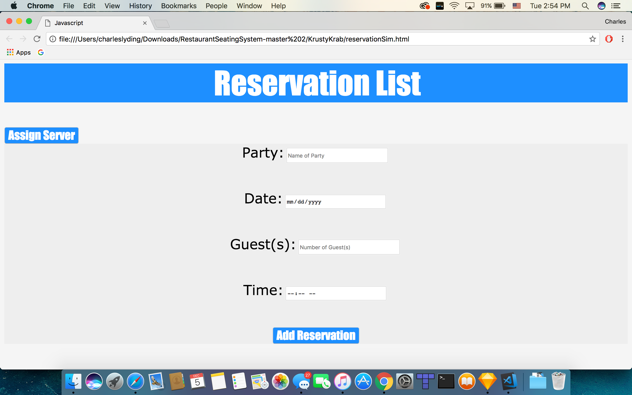 Chrome File Edit View History Bookmarks People Window Help 91% Tue 2:54 PM
Javascript
Charles
file:///Users/charleslyding/Downloads/RestaurantSeatingSystem-master%202/KrustyKrab/reservationSim.html
Apps
Reservation List
Assign Server
Party: Name of Party
Date: mm/dd/yyyy
Guest(s): Number of Guest(s)
Time: --:-- --
Add Reservation
5